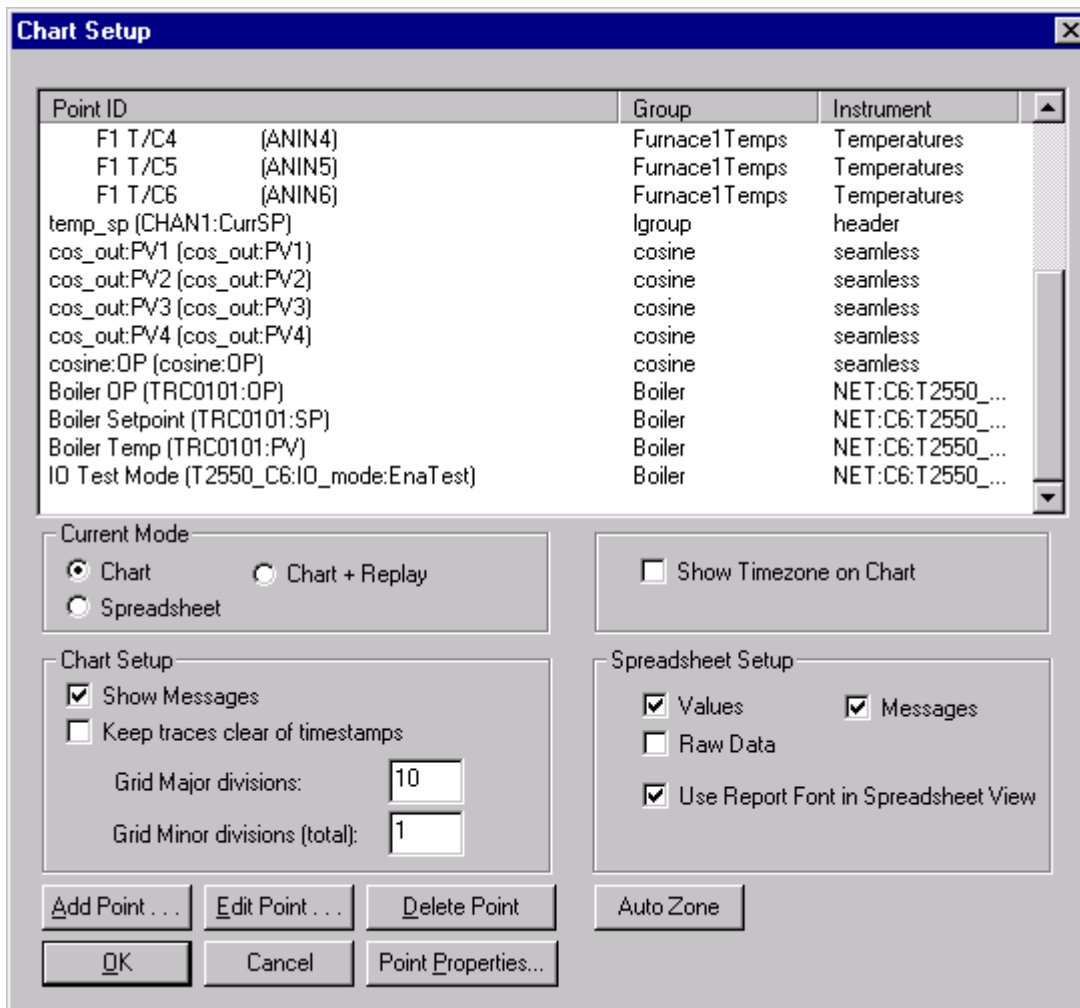 Chart Setup
Point ID Group Instrument
F1 T/C4 (ANIN4) Furnace1Temps Temperatures
F1 T/C5 (ANIN5) Furnace1Temps Temperatures
F1 T/C6 (ANIN6) Furnace1Temps Temperatures
temp_sp (CHAN1:CurrSP) lgroup header
cos_out:PV1 (cos_out:PV1) cosine seamless
cos_out:PV2 (cos_out:PV2) cosine seamless
cos_out:PV3 (cos_out:PV3) cosine seamless
cos_out:PV4 (cos_out:PV4) cosine seamless
cosine:OP (cosine:OP) cosine seamless
Boiler OP (TRC0101:OP) Boiler NET:C6:T2550_...
Boiler Setpoint (TRC0101:SP) Boiler NET:C6:T2550_...
Boiler Temp (TRC0101:PV) Boiler NET:C6:T2550_...
IO Test Mode (T2550_C6:IO_mode:EnaTest) Boiler NET:C6:T2550_...
Current Mode
Chart Chart + Replay Show Timezone on Chart
Spreadsheet
Chart Setup Spreadsheet Setup
Show Messages Values Messages
Keep traces clear of timestamps Raw Data
Grid Major divisions: 10 Use Report Font in Spreadsheet View
Grid Minor divisions (total): 1
Add Point . . . Edit Point . . . Delete Point Auto Zone
OK Cancel Point Properties...